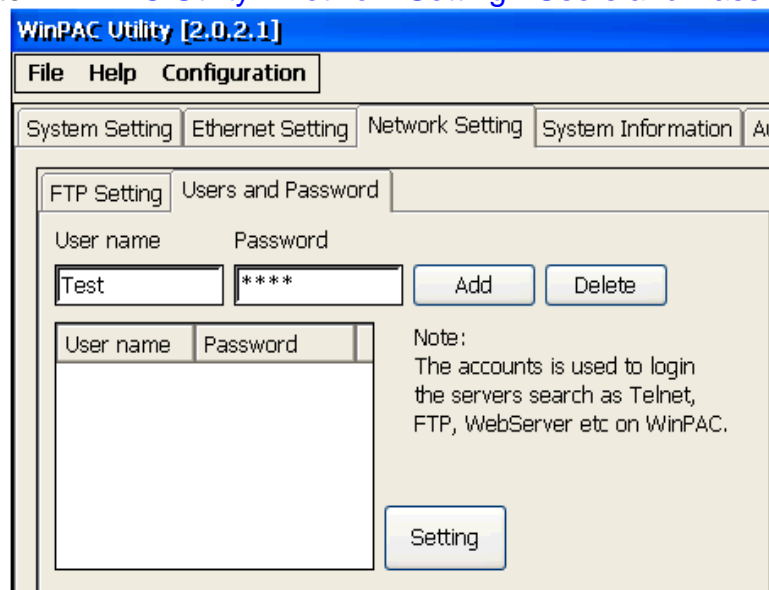 WinPAC Utility [2.0.2.1]
File Help Configuration
System Setting Ethernet Setting Network Setting System Information
FTP Setting Users and Password
User name Password
Test **** Add Delete
User name Password
Note:
The accounts is used to login
the servers search as Telnet,
FTP, WebServer etc on WinPAC.
Setting